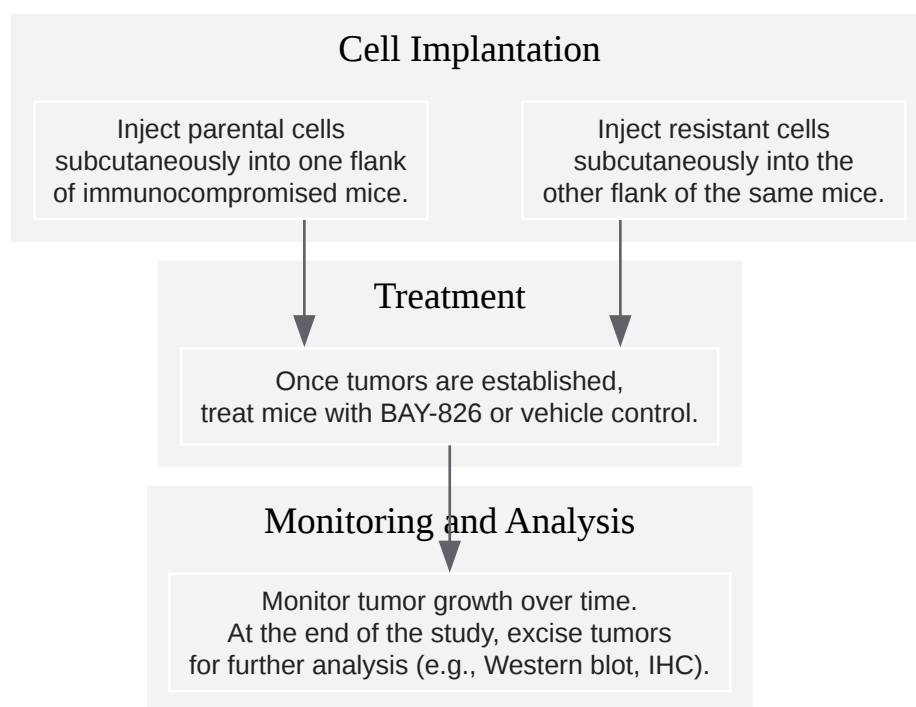 Cell Implantation
Inject parental cells
subcutaneously into one flank
of immunocompromised mice.
Inject resistant cells
subcutaneously into the
other flank of the same mice.
Treatment
Once tumors are established,
treat mice with BAY-826 or vehicle control.
Monitoring and Analysis
Monitor tumor growth over time.
At the end of the study, excise tumors
for further analysis (e.g., Western blot, IHC).